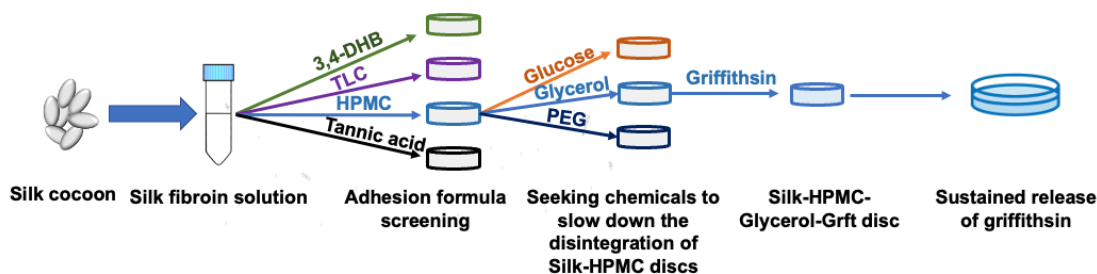 3,4-DHB
TLC
HPMC
Tannic acid
Glucose
Glycerol
PEG
Griffithsin
Silk cocoon
Silk fibroin solution
Adhesion formula
screening
Seeking chemicals to
slow down the
disintegration of
Silk-HPMC discs
Silk-HPMC-
Glycerol-Grft disc
Sustained release
of griffithsin